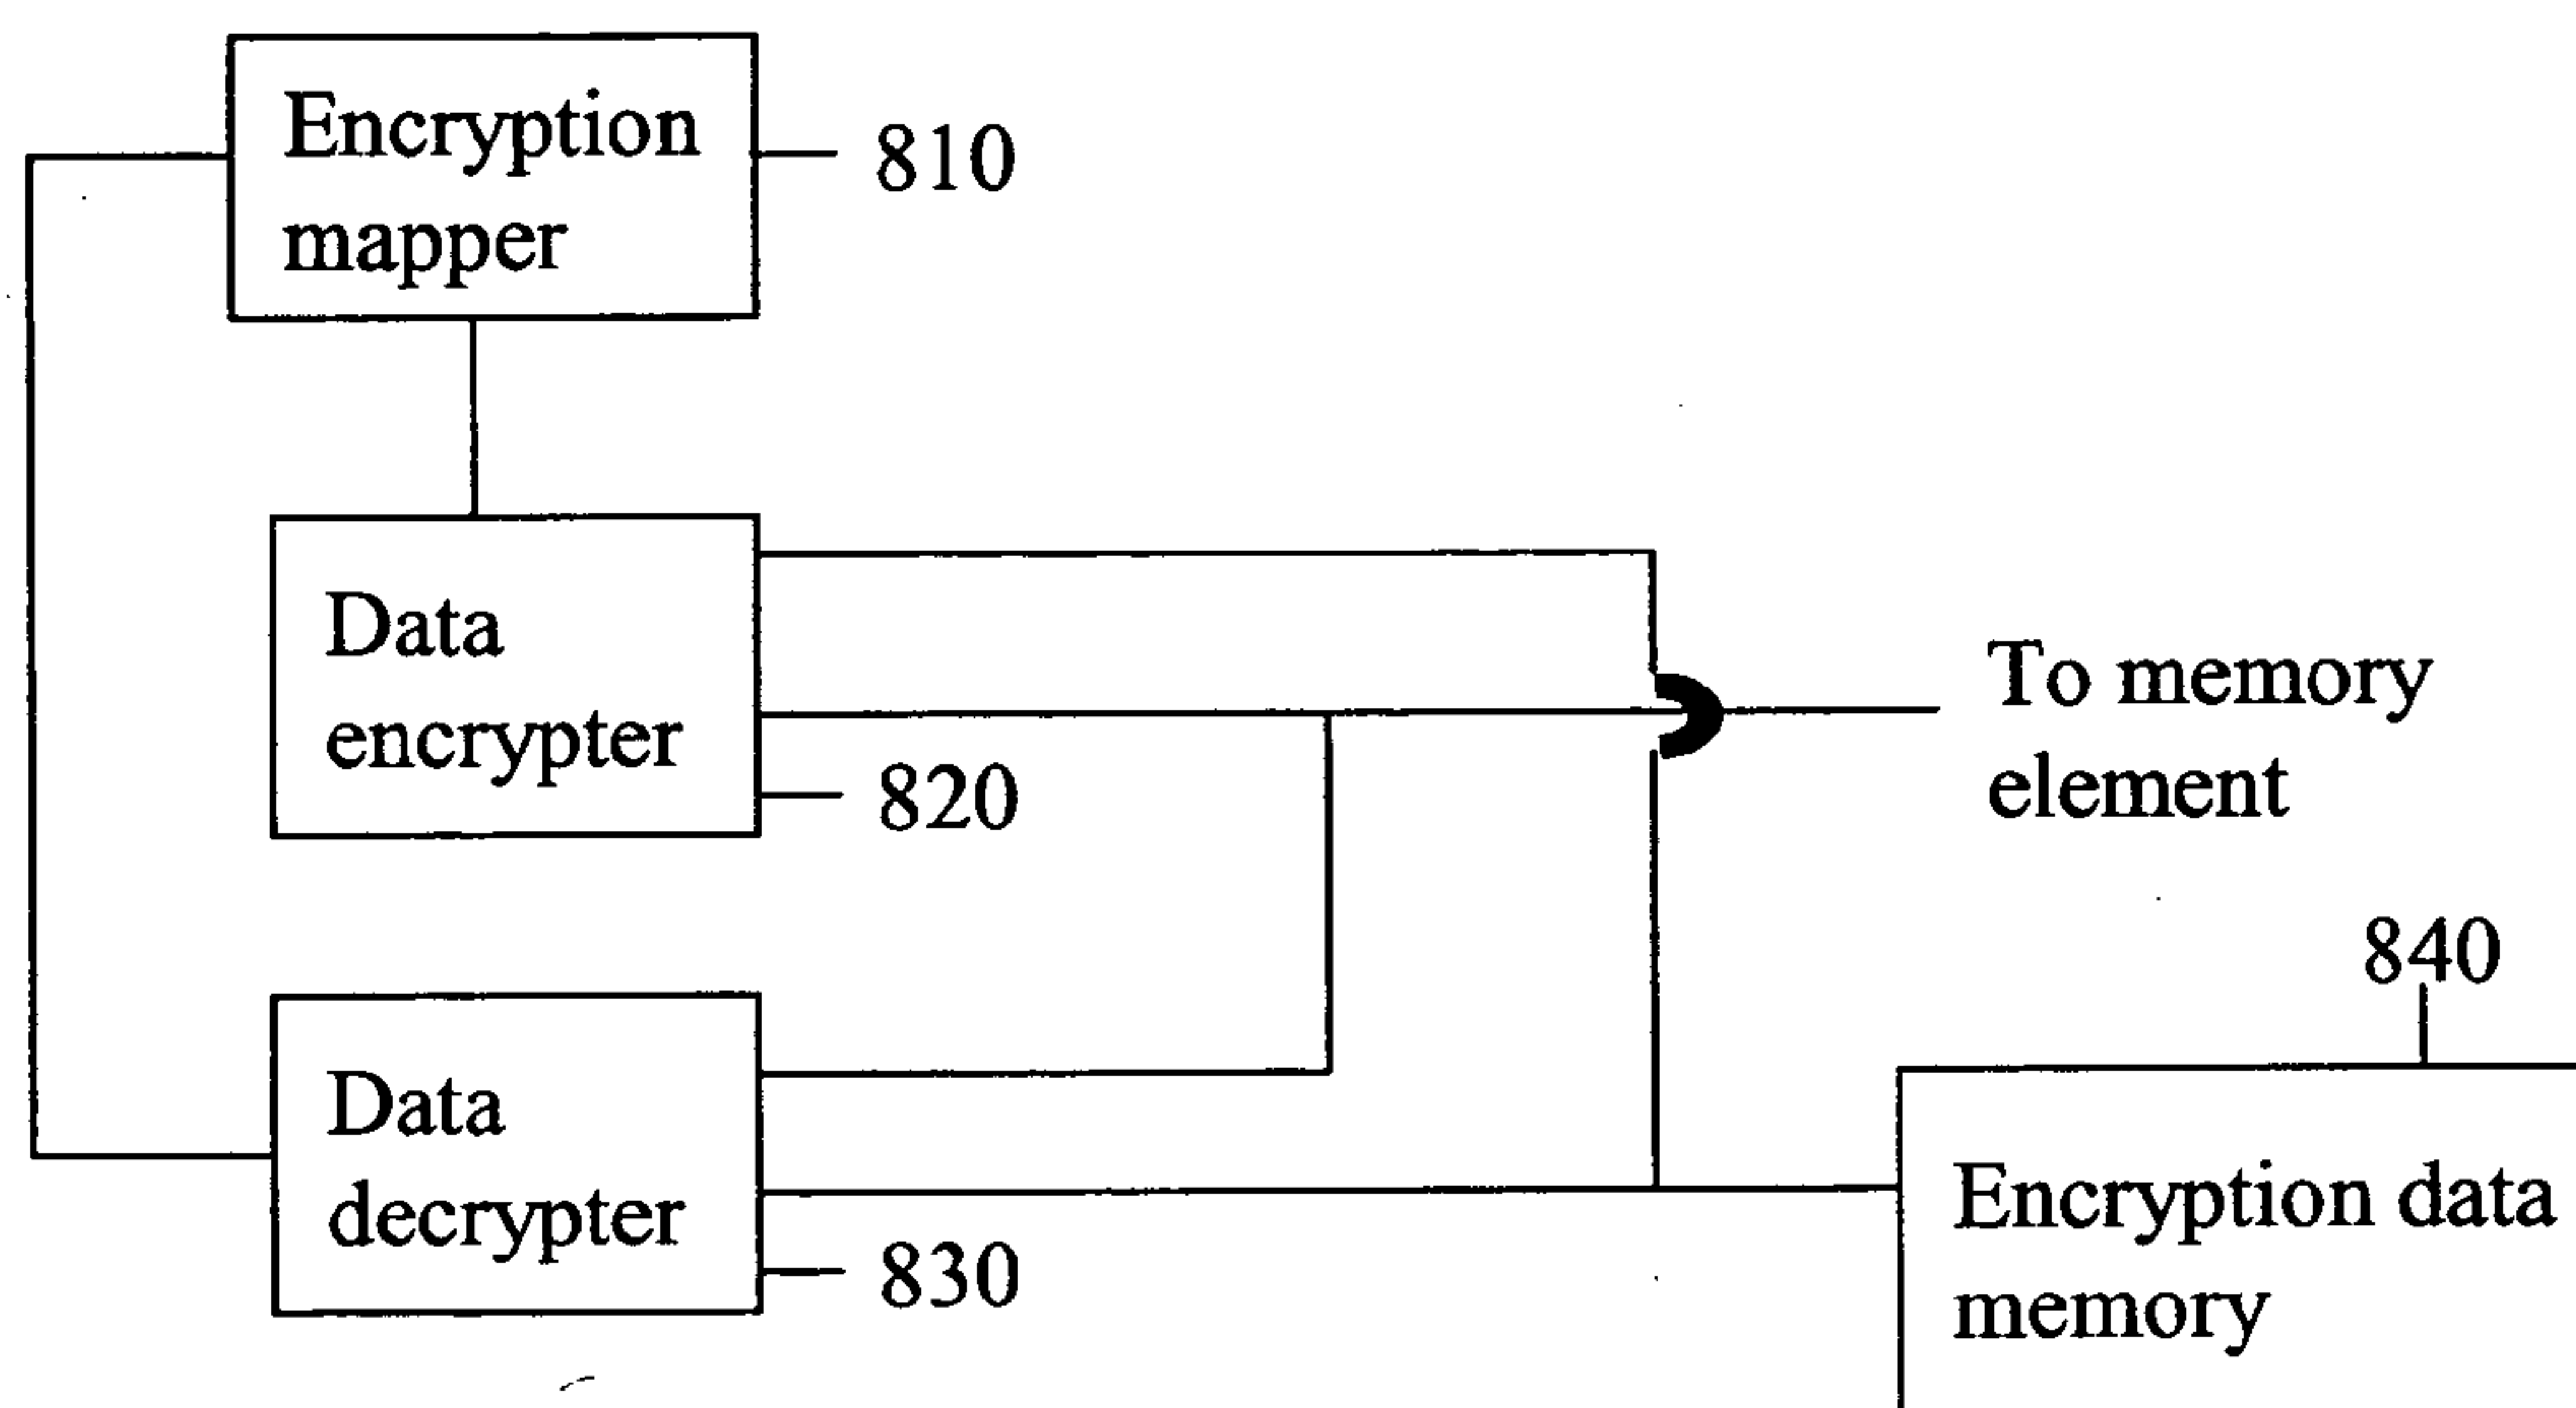 Encryption
mapper
810
Data
encrypter
820
To memory
element
840
Data
decrypter
830
Encryption data
memory